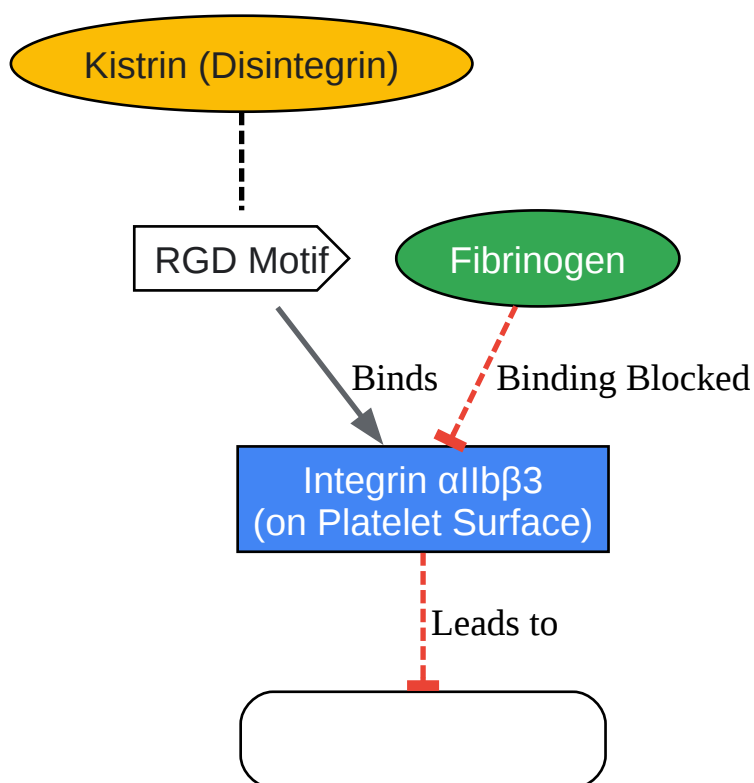 Kistrin (Disintegrin)
RGD Motif
Fibrinogen
Binds
Binding Blocked
Integrin αIIbβ3
(on Platelet Surface)
Leads to